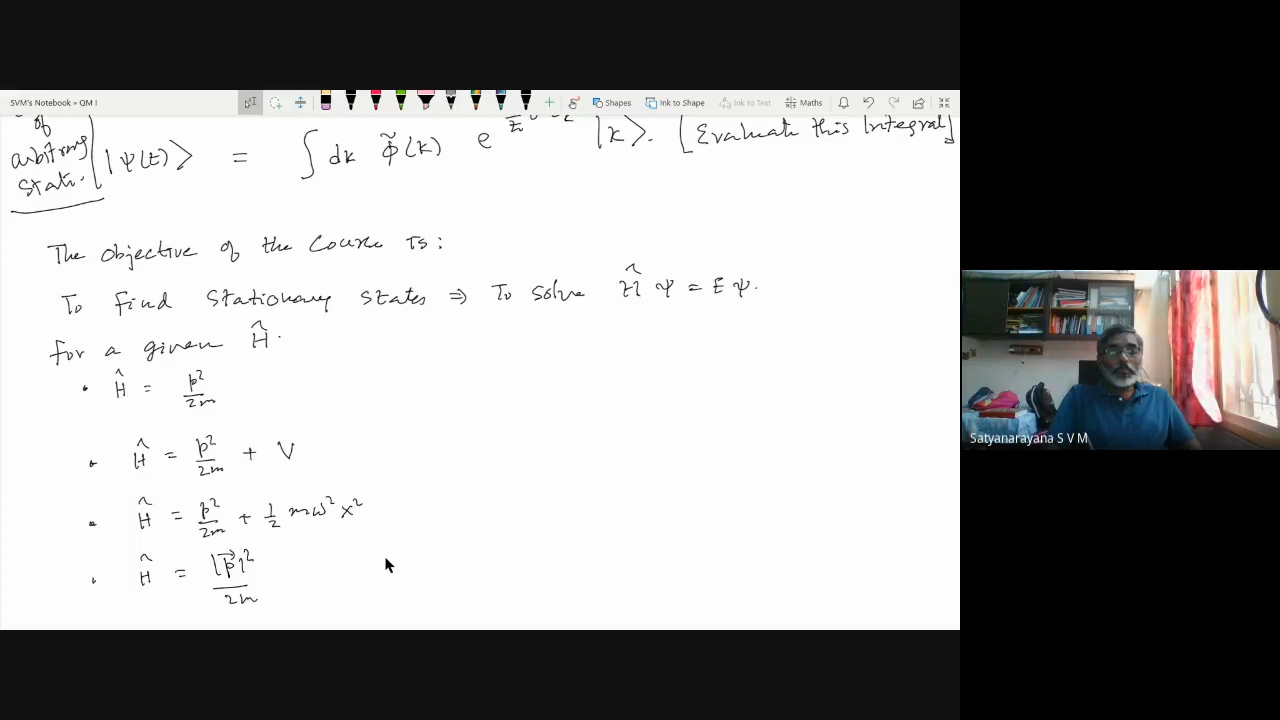 SVM's Notebook » QM I
Shapes Ink to Shape Ink to Text Maths
of
arbitrary
state.
|ψ(t)⟩ = ∫ dk φ̃(k) e |k⟩. [Evaluate this Integral]
The objective of the Course is:
To find stationary states ⇒ To solve Ĥ ψ = E ψ.
for a given Ĥ.
• Ĥ = p²/2m
• Ĥ = p²/2m + V
• Ĥ = p²/2m + 1/2 mω² x²
• Ĥ = |p⃗|²/2m
Satyanarayana S V M